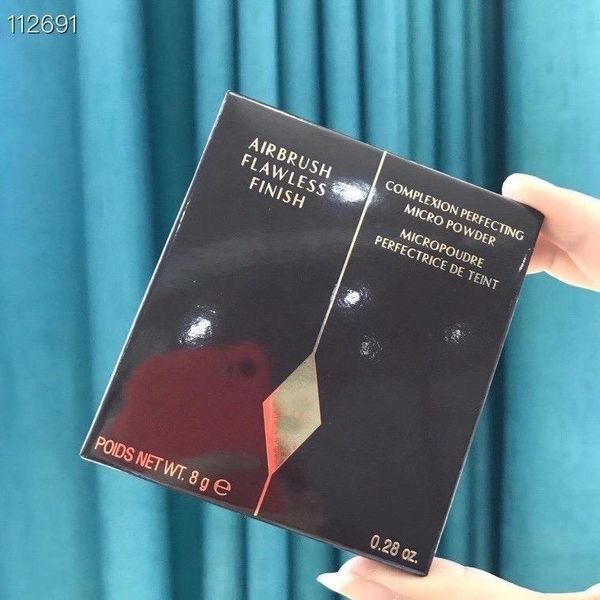 112691
AIRBRUSH
FLAWLESS
FINISH
COMPLEXION PERFECTING
MICRO POWDER
MICROPOUDRE
PERFECTRICE DE TEINT
POIDS NET WT. 8 g e
0.28 oz.